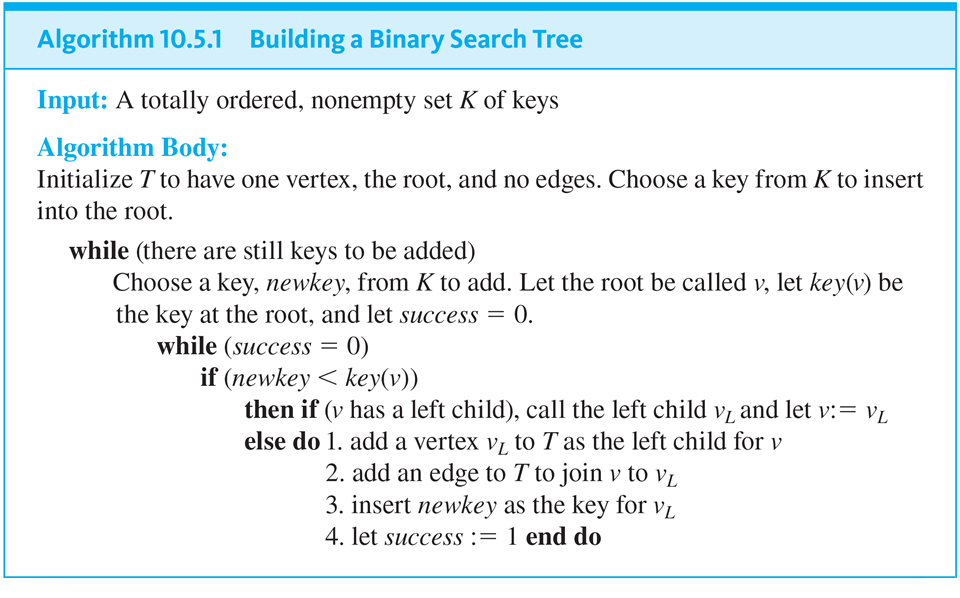 Algorithm 10.5.1 Building a Binary Search Tree
Input: A totally ordered, nonempty set K of keys
Algorithm Body:
Initialize T to have one vertex, the root, and no edges. Choose a key from K to insert
into the root.
while (there are still keys to be added)
Choose a key, newkey, from K to add. Let the root be called v, let key(v) be
the key at the root, and let success = 0.
while (success = 0)
if (newkey < key(v))
then if (v has a left child), call the left child v_L and let v:= v_L
else do 1. add a vertex v_L to T as the left child for v
2. add an edge to T to join v to v_L
3. insert newkey as the key for v_L
4. let success := 1 end do